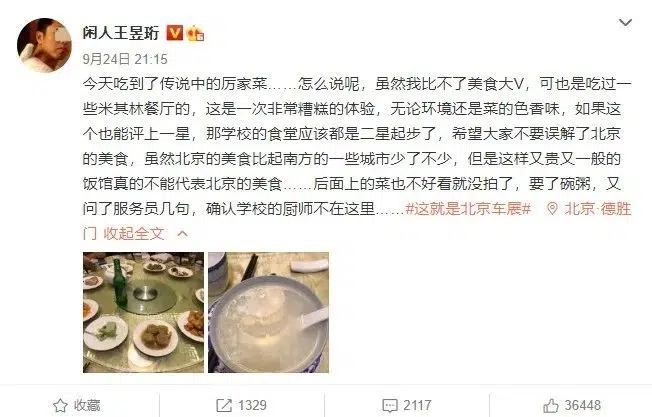 闲人王昱珩
9月24日 21:15
今天吃到了传说中的厉家菜……怎么说呢，虽然我比不了美食大V，可也是吃过一
些米其林餐厅的，这是一次非常糟糕的体验，无论环境还是菜的色香味，如果这
个也能评上一星，那学校的食堂应该都是二星起步了，希望大家不要误解了北京
的美食，虽然北京的美食比起南方的一些城市少了不少，但是这样又贵又一般的
饭馆真的不能代表北京的美食……后面上的菜也不好看就没拍了，要了碗粥，又
问了服务员几句，确认学校的厨师不在这里……#这就是北京车展# 北京·德胜
门 收起全文
收藏
1329
2117
36448